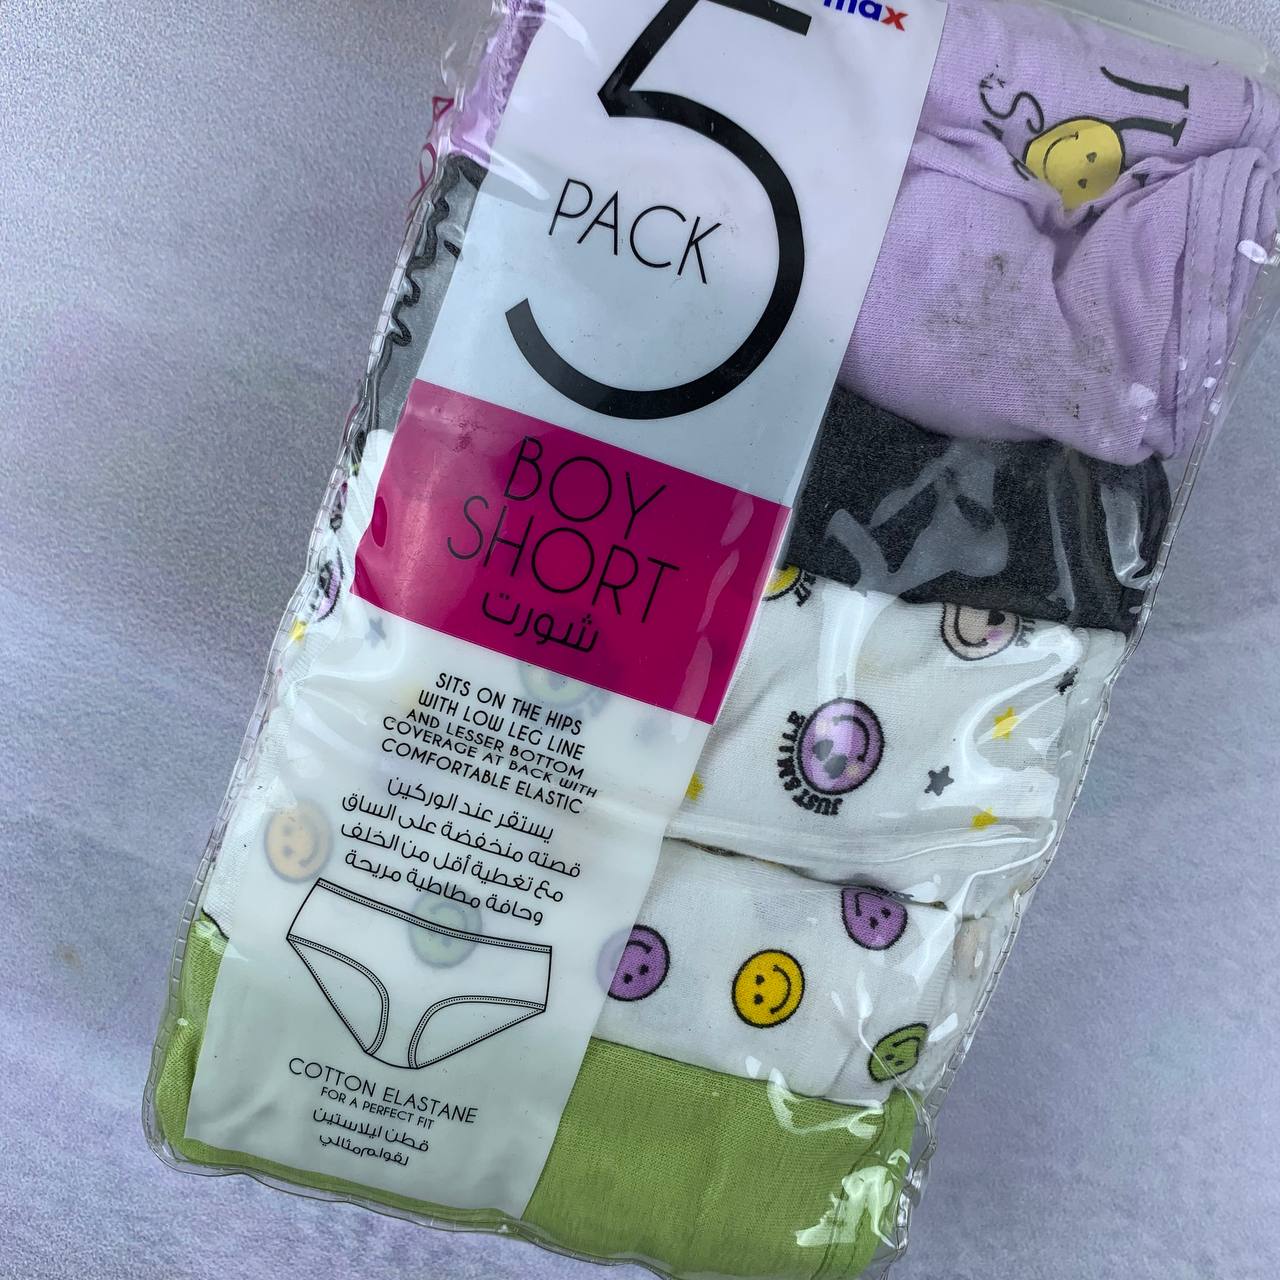 max
5
PACK
BOY
SHORT
شورت
SITS ON THE HIPS
WITH LOW LEG LINE
AND LESSER BOTTOM
COVERAGE AT BACK WITH
COMFORTABLE ELASTIC
يستقر عند الوركين
قصته منخفضة على الساق
مع تغطية أقل من الخلف
وحافة مطاطية مريحة
COTTON ELASTANE
FOR A PERFECT FIT
قطن ايلاستين
لقوام مثالي
JUST SMILE